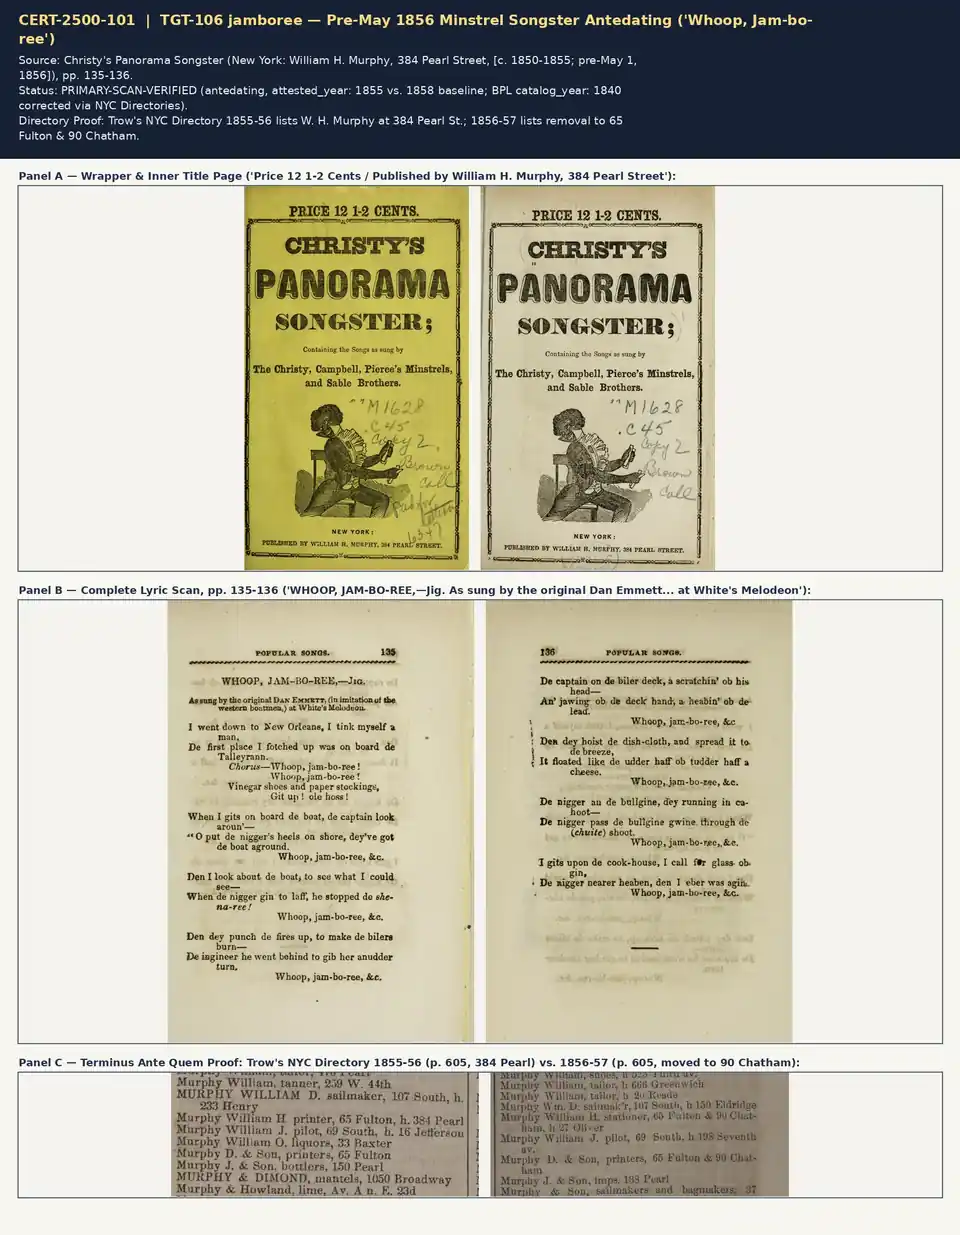 CERT-2500-101 | TGT-106 jamboree — Pre-May 1856 Minstrel Songster Antedating ('Whoop, Jam-bo-
ree')
Source: Christy's Panorama Songster (New York: William H. Murphy, 384 Pearl Street, [c. 1850-1855; pre-May 1,
1856]), pp. 135-136.
Status: PRIMARY-SCAN-VERIFIED (antedating, attested_year: 1855 vs. 1858 baseline; BPL catalog_year: 1840
corrected via NYC Directories).
Directory Proof: Trow's NYC Directory 1855-56 lists W. H. Murphy at 384 Pearl St.; 1856-57 lists removal to 65
Fulton & 90 Chatham.
Panel A — Wrapper & Inner Title Page ('Price 12 1-2 Cents / Published by William H. Murphy, 384 Pearl Street'):
PRICE 12 1-2 CENTS.
CHRISTY'S
PANORAMA
SONGSTER;
Containing the Songs as sung by
The Christy, Campbell, Pierce's Minstrels,
and Sable Brothers.
M1628
.C45
Copy 2
Brown
Coll
NEW YORK:
PUBLISHED BY WILLIAM H. MURPHY, 384 PEARL STREET.
PRICE 12 1-2 CENTS.
CHRISTY'S
PANORAMA
SONGSTER;
Containing the Songs as sung by
The Christy, Campbell, Pierce's Minstrels,
and Sable Brothers.
M1628
.C45
Copy 2
Brown
Coll
NEW YORK:
PUBLISHED BY WILLIAM H. MURPHY, 384 PEARL STREET.
Panel B — Complete Lyric Scan, pp. 135-136 ('WHOOP, JAM-BO-REE,—Jig. As sung by the original Dan Emmett... at White's Melodeon'):
POPULAR SONGS. 135
WHOOP, JAM-BO-REE,—JIG.
As sung by the original DAN EMMETT, (in imitation of the
western boatmen,) at White's Melodeon.
I went down to New Orleans, I tink myself a
man,
De first place I fotched up was on board de
Talleyrann.
Chorus—Whoop, jam-bo-ree!
Whoop, jam-bo-ree!
Vinegar shoes and paper stockings,
Git up! ole hoss!
When I gits on board de boat, de captain look
aroun'—
"O put de nigger's heels on shore, dey've got
de boat aground.
Whoop, jam-bo-ree, &c.
Den I look about de boat, to see what I could
see—
When de nigger gin to laff, he stopped do she-
na-ree!
Whoop, jam-bo-ree, &c.
Den dey punch de fires up, to make de bilers
burn—
De ingineer he went behind to gib her anudder
turn.
Whoop, jam-bo-ree, &c.
136 POPULAR SONGS.
De captain on de biler deck, a scratchin' ob his
head—
An' jawing ob de deck hand, a heabin' ob de
lead.
Whoop, jam-bo-ree, &c
Den dey hoist de dish-cloth, and spread it to
de breeze,
It floated like de udder haff ob tudder haff a
cheese.
Whoop, jam-bo-ree, &c.
De nigger an de bullgine, dey running in ca-
hoot—
De nigger pass de bullgine gwine through de
(chuite) shoot.
Whoop, jam-bo-ree, &c.
I gits upon de cook-house, I call for glass ob
gin,
De nigger nearer heaben, den I eber was agin.
Whoop, jam-bo-ree, &c.
Panel C — Terminus Ante Quem Proof: Trow's NYC Directory 1855-56 (p. 605, 384 Pearl) vs. 1856-57 (p. 605, moved to 90 Chatham):
Murphy William, tanner, 259 W. 44th
MURPHY WILLIAM D. sailmaker, 107 South, h.
233 Henry
Murphy William H. printer, 65 Fulton, h. 384 Pearl
Murphy William J. pilot, 69 South, h. 16 Jefferson
Murphy William O. liquors, 33 Baxter
Murphy D. & Son, printers, 65 Fulton
Murphy J. & Son, bottlers, 150 Pearl
MURPHY & DIMOND, mantels, 1050 Broadway
Murphy & Howland, lime, Av. A n. E. 23d
Murphy William, tailor, h 666 Greenwich
Murphy William, tailor, h 20 Reade
Murphy Wm. D. sailmak'r, 107 South, h 150 Eldridge
Murphy William H. stationer, 65 Fulton & 90 Chat-
ham, h 27 Oliver
Murphy William J. pilot, 69 South, h 198 Seventh
av.
Murphy D. & Son, printers, 65 Fulton & 90 Chat-
ham
Murphy J. & Son, imps. 198 Pearl
Murphy & Son, sailmakers and bagmakers, 37